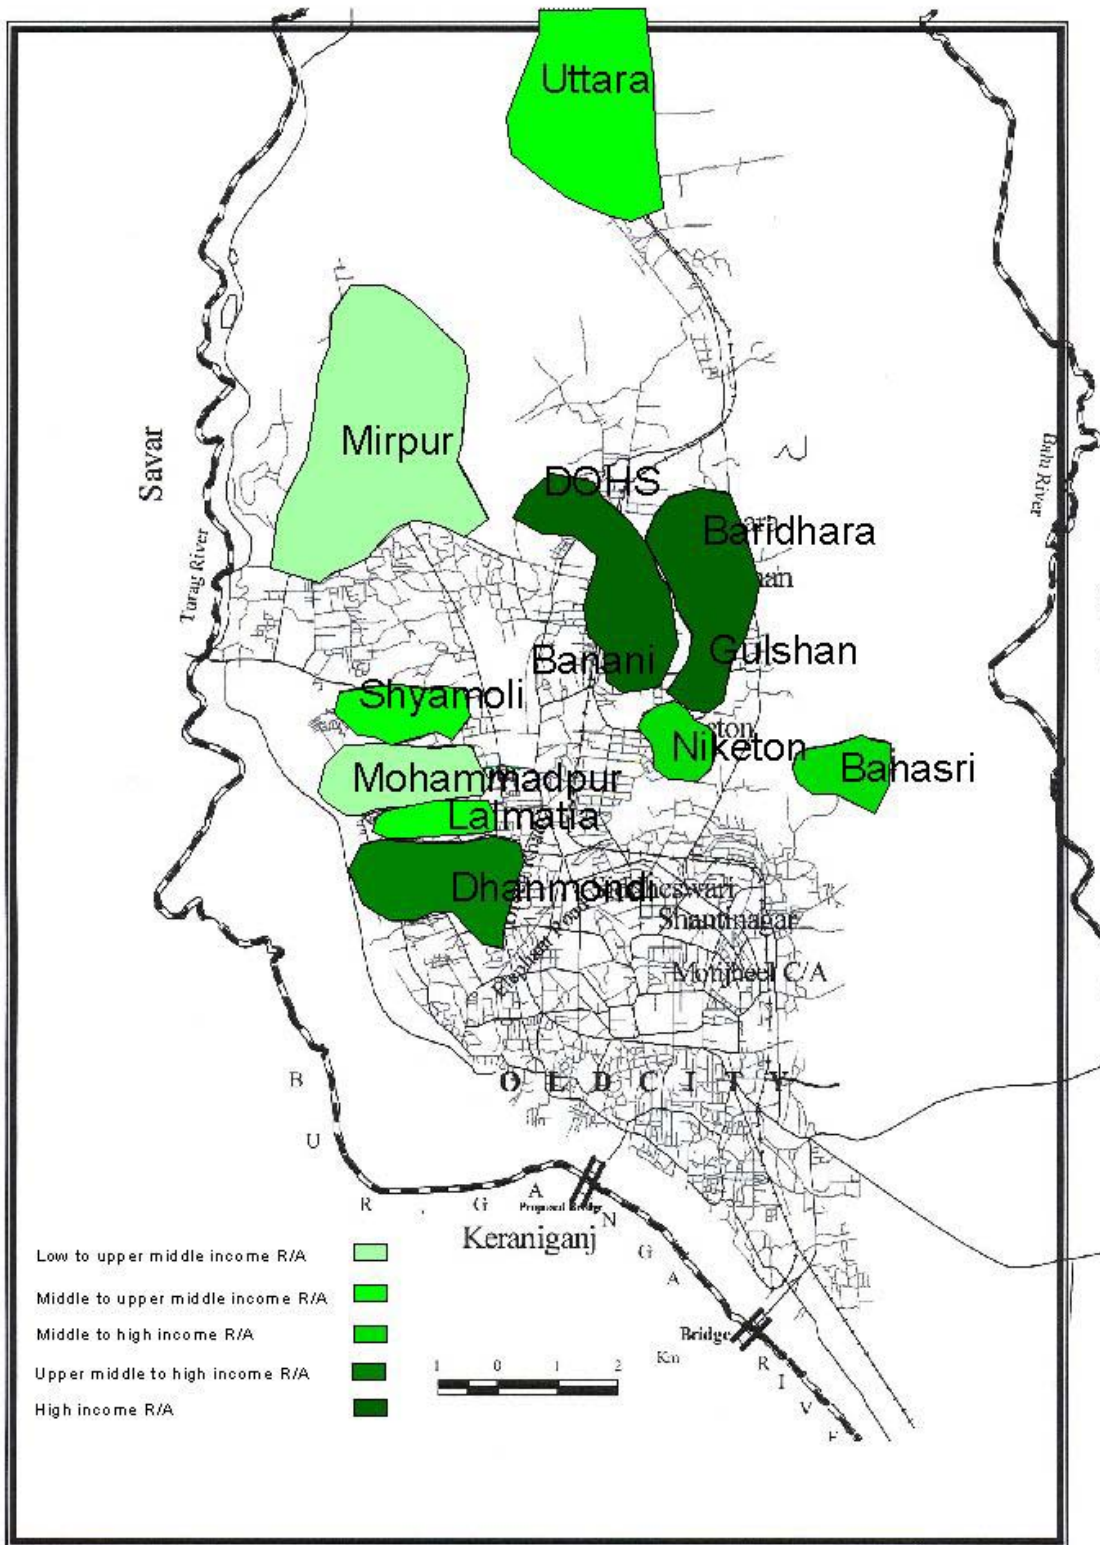 Uttara
Mirpur
Savar
DOHS
Baridhara
Turag River
Balu River
Banani
Gulshan
Shyamoli
Niketon
Banasri
Mohammadpur
Lalmatia
Dhanmondi
Shantinagar
Elephant Road
Motijheel C/A
O L D C I T Y
B U R G A N G A R I V E
Proposed Bridge
Keraniganj
Bridge
Low to upper middle income R/A
Middle to upper middle income R/A
Middle to high income R/A
Upper middle to high income R/A
High income R/A
Km
1 0 1 2